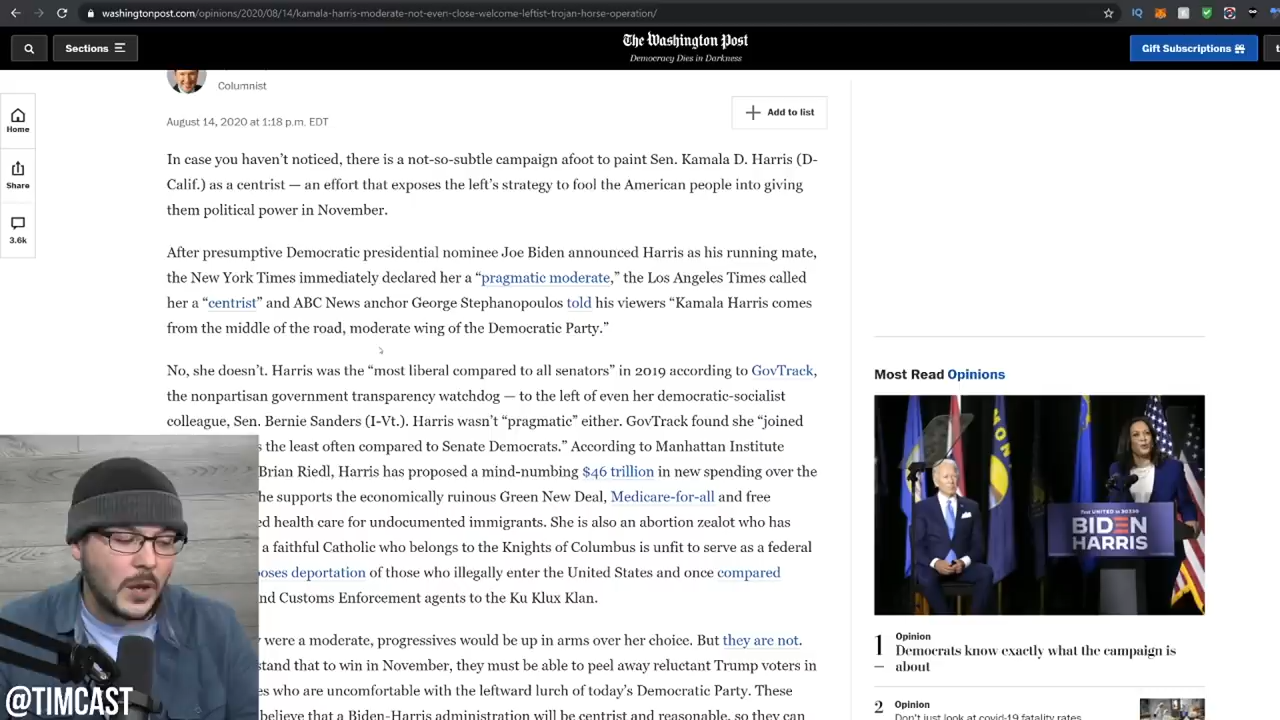 washingtonpost.com/opinions/2020/08/14/kamala-harris-moderate-not-even-close-welcome-leftist-trojan-horse-operation/
Sections
The Washington Post
Democracy Dies in Darkness
Gift Subscriptions
Columnist
August 14, 2020 at 1:18 p.m. EDT
Add to list
Home
Share
3.6k
In case you haven’t noticed, there is a not-so-subtle campaign afoot to paint Sen. Kamala D. Harris (D-
Calif.) as a centrist — an effort that exposes the left’s strategy to fool the American people into giving
them political power in November.
After presumptive Democratic presidential nominee Joe Biden announced Harris as his running mate,
the New York Times immediately declared her a “pragmatic moderate,” the Los Angeles Times called
her a “centrist” and ABC News anchor George Stephanopoulos told his viewers “Kamala Harris comes
from the middle of the road, moderate wing of the Democratic Party.”
No, she doesn’t. Harris was the “most liberal compared to all senators” in 2019 according to GovTrack,
the nonpartisan government transparency watchdog — to the left of even her democratic-socialist
colleague, Sen. Bernie Sanders (I-Vt.). Harris wasn’t “pragmatic” either. GovTrack found she “joined
s the least often compared to Senate Democrats.” According to Manhattan Institute
Brian Riedl, Harris has proposed a mind-numbing $46 trillion in new spending over the
he supports the economically ruinous Green New Deal, Medicare-for-all and free
ed health care for undocumented immigrants. She is also an abortion zealot who has
a faithful Catholic who belongs to the Knights of Columbus is unfit to serve as a federal
oses deportation of those who illegally enter the United States and once compared
nd Customs Enforcement agents to the Ku Klux Klan.
were a moderate, progressives would be up in arms over her choice. But they are not.
stand that to win in November, they must be able to peel away reluctant Trump voters in
es who are uncomfortable with the leftward lurch of today’s Democratic Party. These
believe that a Biden-Harris administration will be centrist and reasonable, so they can
Most Read Opinions
BIDEN
HARRIS
1
Opinion
Democrats know exactly what the campaign is
about
2
Opinion
Don’t just look at covid-19 fatality rates
@TIMCAST